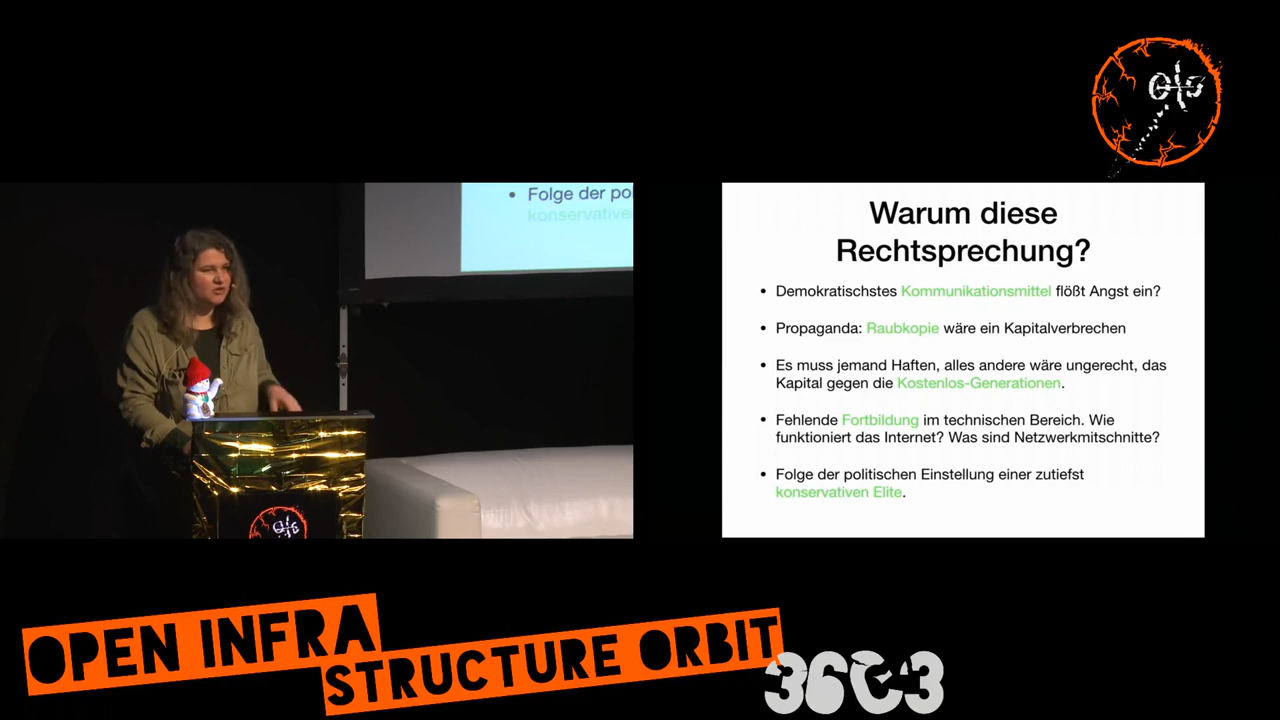 OIO
Folge der po
konservative
Warum diese
Rechtsprechung?
• Demokratischstes Kommunikationsmittel flößt Angst ein?
• Propaganda: Raubkopie wäre ein Kapitalverbrechen
• Es muss jemand Haften, alles andere wäre ungerecht, das
Kapital gegen die Kostenlos-Generationen.
• Fehlende Fortbildung im technischen Bereich. Wie
funktioniert das Internet? Was sind Netzwerkmitschnitte?
• Folge der politischen Einstellung einer zutiefst
konservativen Elite.
OIO
OPEN INFRA
STRUCTURE ORBIT
36C3